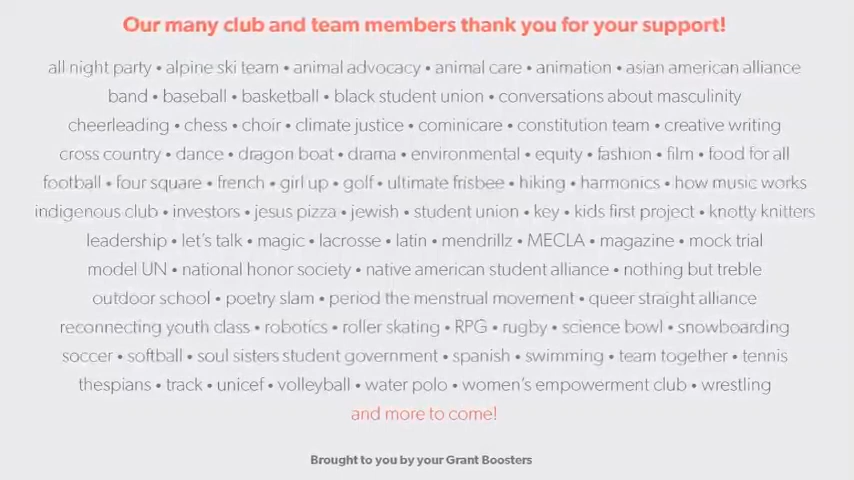 Our many club and team members thank you for your support!
all night party • alpine ski team • animal advocacy • animal care • animation • asian american alliance
band • baseball • basketball • black student union • conversations about masculinity
cheerleading • chess • choir • climate justice • cominicare • constitution team • creative writing
cross country • dance • dragon boat • drama • environmental • equity • fashion • film • food for all
football • four square • french • girl up • golf • ultimate frisbee • hiking • harmonics • how music works
indigenous club • investors • jesus pizza • jewish • student union • key • kids first project • knotty knitters
leadership • let's talk • magic • lacrosse • latin • mendrillz • MECLA • magazine • mock trial
model UN • national honor society • native american student alliance • nothing but treble
outdoor school • poetry slam • period the menstrual movement • queer straight alliance
reconnecting youth class • robotics • roller skating • RPG • rugby • science bowl • snowboarding
soccer • softball • soul sisters student government • spanish • swimming • team together • tennis
thespians • track • unicef • volleyball • water polo • women's empowerment club • wrestling
and more to come!
Brought to you by your Grant Boosters